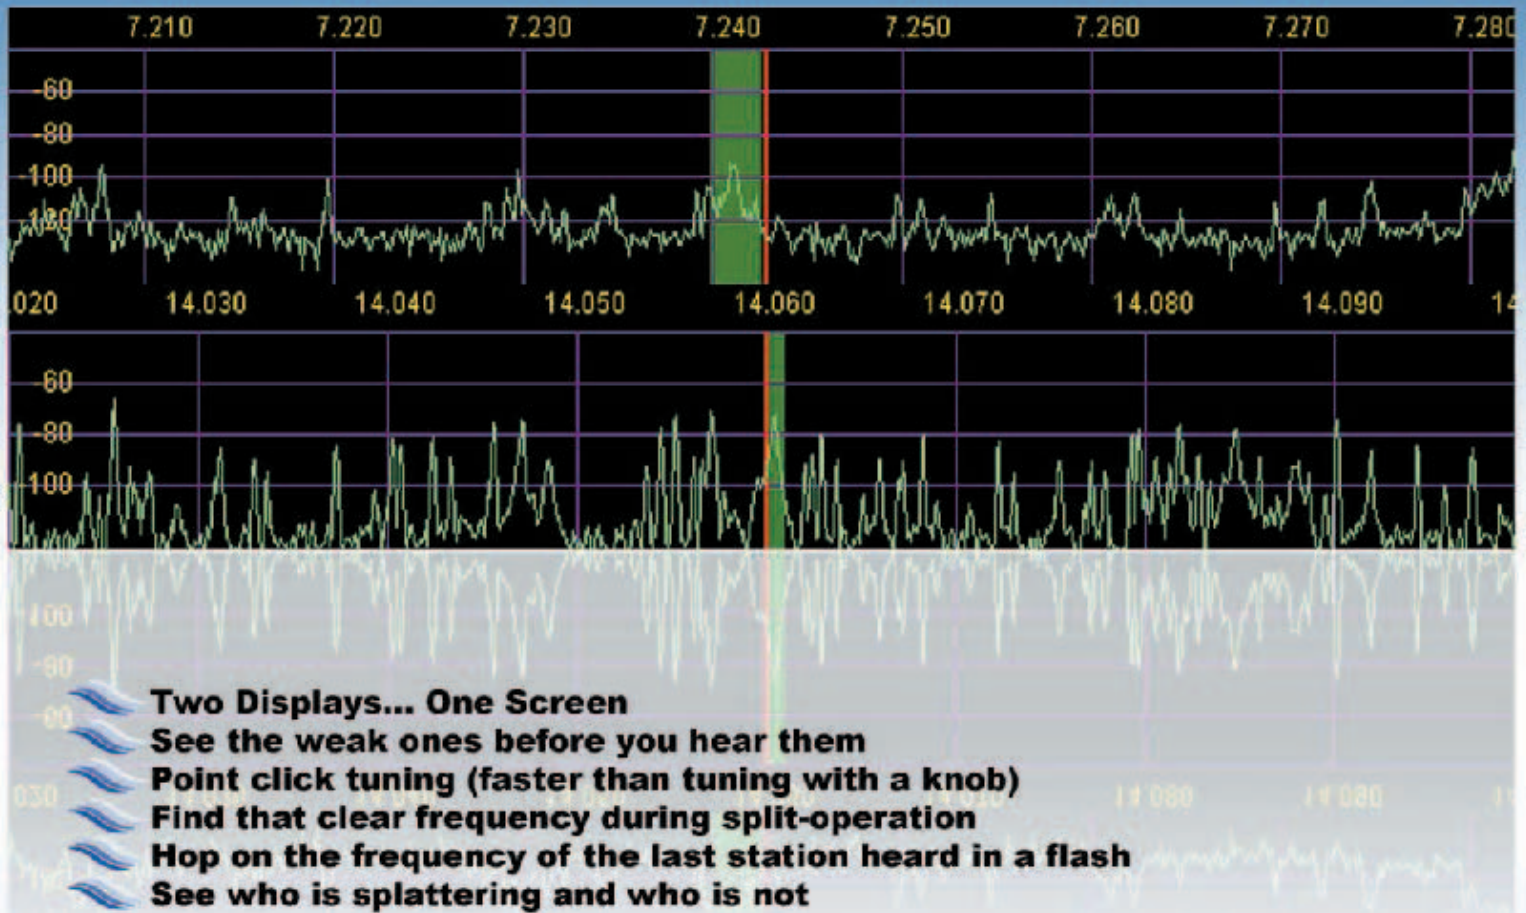 7.210 7.220 7.230 7.240 7.250 7.260 7.270 7.280
-60
-80
-100
-120
.020 14.030 14.040 14.050 14.060 14.070 14.080 14.090 14
-60
-80
-100
Two Displays... One Screen
See the weak ones before you hear them
Point click tuning (faster than tuning with a knob)
Find that clear frequency during split-operation
Hop on the frequency of the last station heard in a flash
See who is splattering and who is not